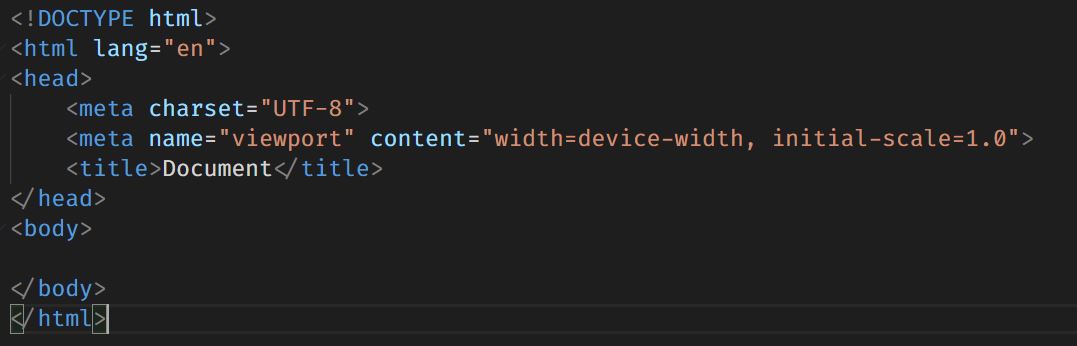 <!DOCTYPE html>
<html lang="en">
<head>
    <meta charset="UTF-8">
    <meta name="viewport" content="width=device-width, initial-scale=1.0">
    <title>Document</title>
</head>
<body>

</body>
</html>